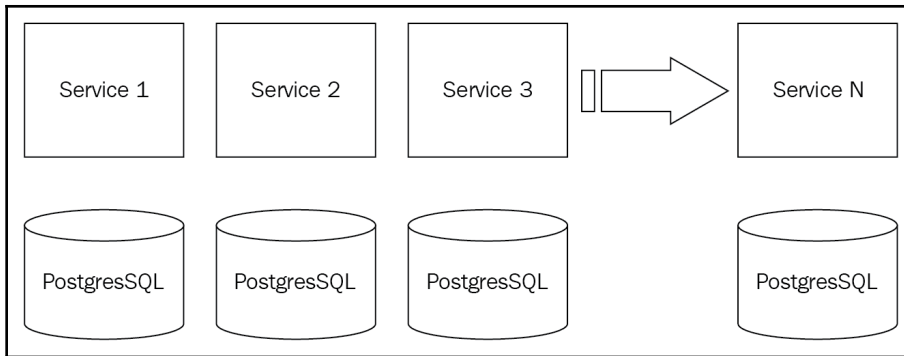 Service 1
Service 2
Service 3
Service N
PostgresSQL
PostgresSQL
PostgresSQL
PostgresSQL